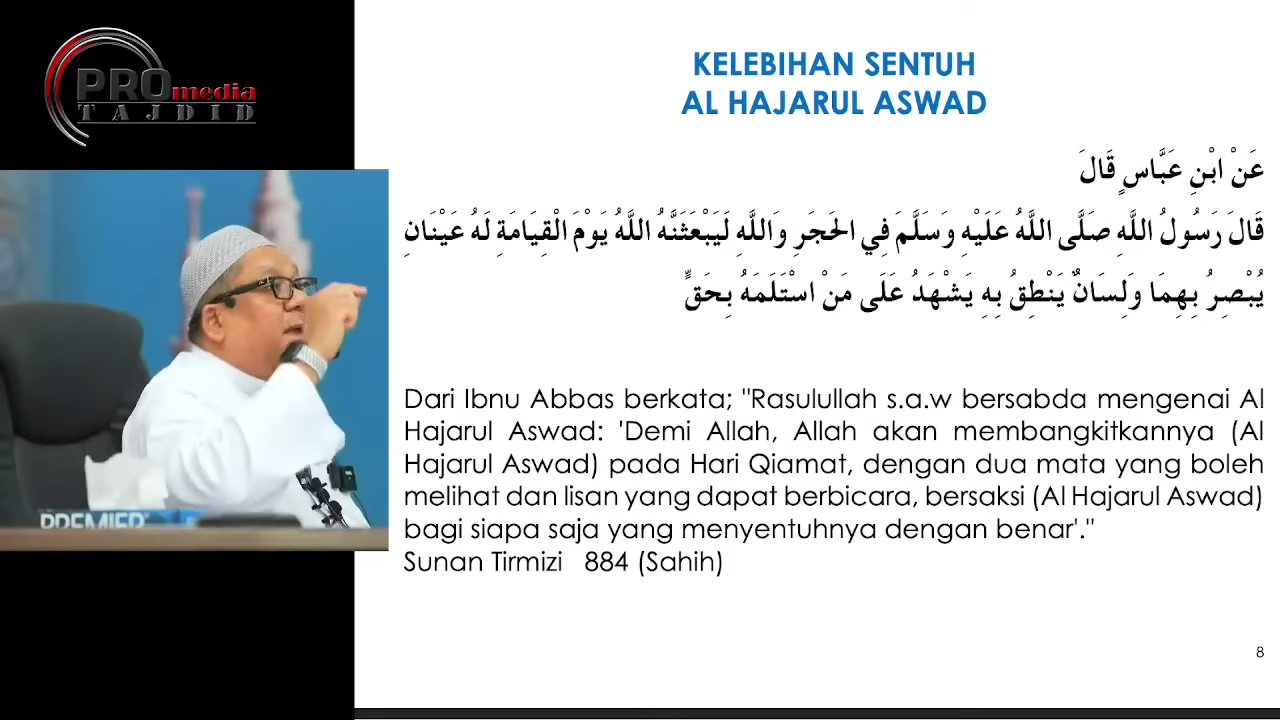 PROmedia
TAJDID
KELEBIHAN SENTUH
AL HAJARUL ASWAD
عَنْ ابْنِ عَبَّاسٍ قَالَ
قَالَ رَسُولُ اللَّهِ صَلَّى اللَّهُ عَلَيْهِ وَسَلَّمَ فِي الْحَجَرِ وَاللَّهِ لَيَبْعَثَنَّهُ اللَّهُ يَوْمَ الْقِيَامَةِ لَهُ عَيْنَانِ
يُبْصِرُ بِهِمَا وَلِسَانٌ يَنْطِقُ بِهِ يَشْهَدُ عَلَى مَنْ اسْتَلَمَهُ بِحَقٍّ
Dari Ibnu Abbas berkata; "Rasulullah s.a.w bersabda mengenai Al
Hajarul Aswad: 'Demi Allah, Allah akan membangkitkannya (Al
Hajarul Aswad) pada Hari Qiamat, dengan dua mata yang boleh
melihat dan lisan yang dapat berbicara, bersaksi (Al Hajarul Aswad)
bagi siapa saja yang menyentuhnya dengan benar'."
Sunan Tirmizi 884 (Sahih)
PREMIER
8